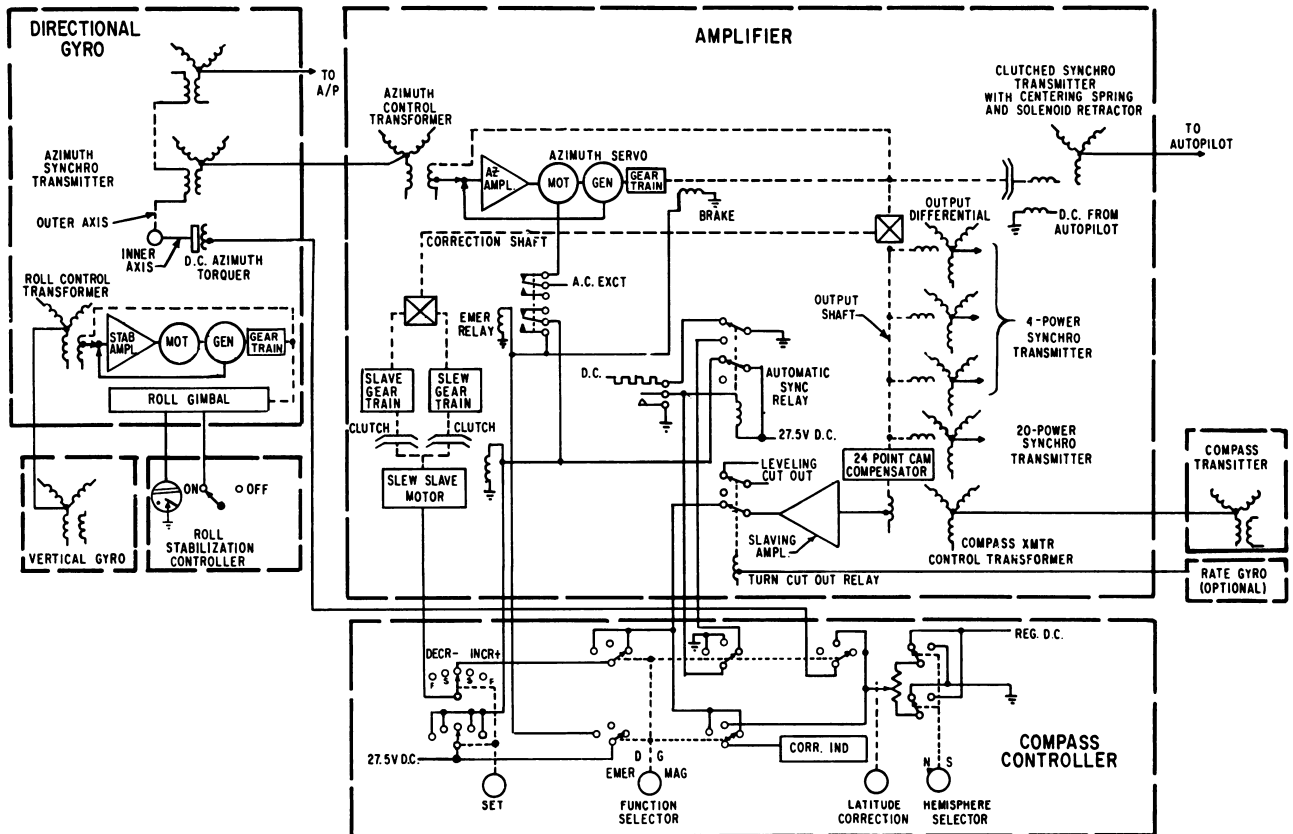 DIRECTIONAL
GYRO
TO
A/P
AZIMUTH
SYNCHRO
TRANSMITTER
OUTER AXIS
INNER
AXIS
D.C. AZIMUTH
TORQUER
ROLL CONTROL
TRANSFORMER
STAB
AMPL.
MOT
GEN
GEAR
TRAIN
ROLL GIMBAL
VERTICAL GYRO
ON
OFF
ROLL
STABILIZATION
CONTROLLER
AMPLIFIER
AZIMUTH
CONTROL
TRANSFORMER
AZIMUTH SERVO
AZ
AMPL.
MOT
GEN
GEAR
TRAIN
BRAKE
CORRECTION SHAFT
A.C. EXCT
EMER
RELAY
CLUTCHED SYNCHRO
TRANSMITTER
WITH CENTERING SPRING
AND SOLENOID RETRACTOR
TO
AUTOPILOT
D.C. FROM
AUTOPILOT
OUTPUT
DIFFERENTIAL
OUTPUT
SHAFT
4-POWER
SYNCHRO
TRANSMITTER
SLAVE
GEAR
TRAIN
SLEW
GEAR
TRAIN
CLUTCH
CLUTCH
SLEW SLAVE
MOTOR
D.C.
AUTOMATIC
SYNC
RELAY
27.5V D.C.
20-POWER
SYNCHRO
TRANSMITTER
LEVELING
CUT OUT
24 POINT CAM
COMPENSATOR
SLAVING
AMPL.
TURN CUT OUT RELAY
COMPASS XMTR
CONTROL TRANSFORMER
COMPASS
TRANSITTER
RATE GYRO
(OPTIONAL)
DECR-
INCR+
F
S
S
F
27.5V D.C.
SET
D
G
EMER
MAG
FUNCTION
SELECTOR
CORR. IND
REG. D.C.
LATITUDE
CORRECTION
N
S
HEMISPHERE
SELECTOR
COMPASS
CONTROLLER